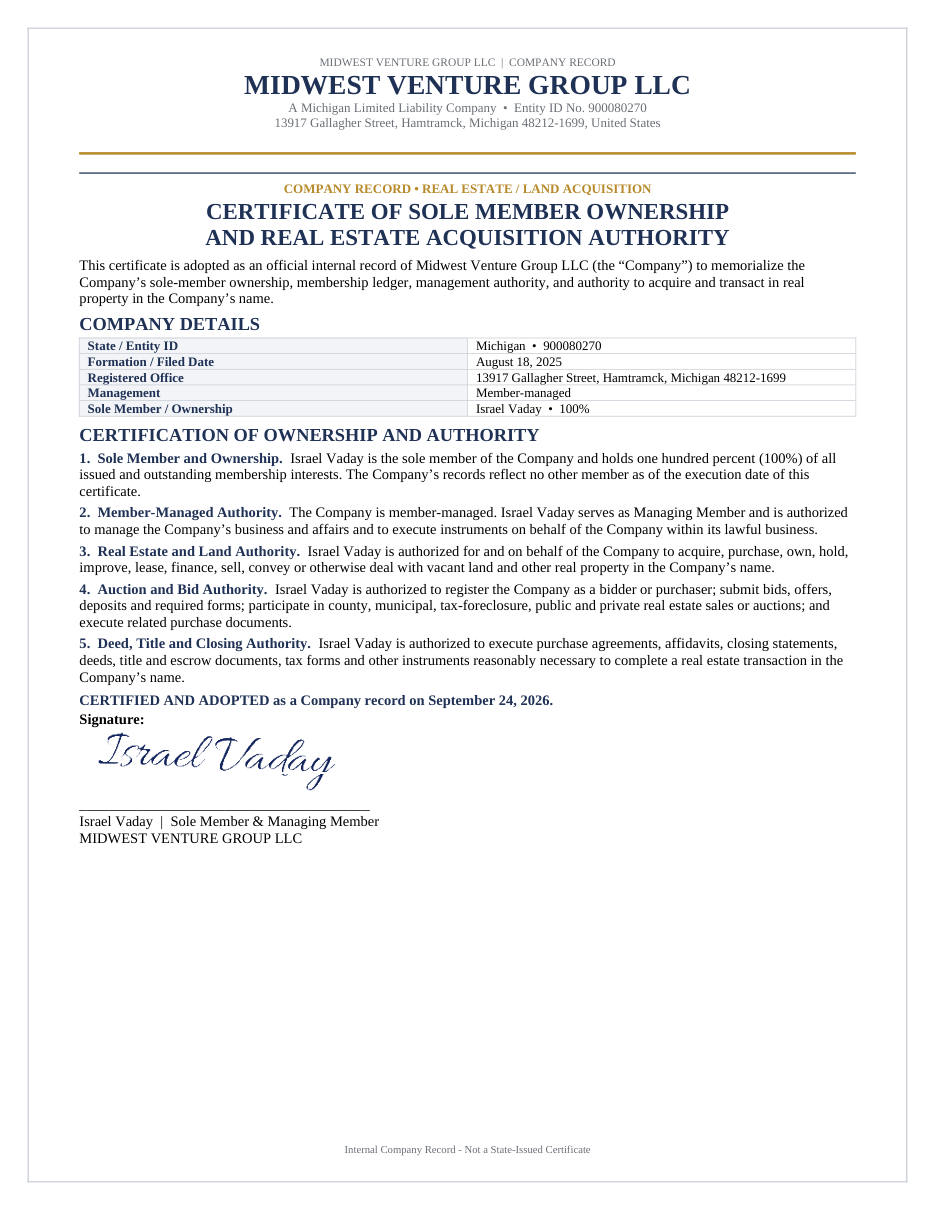 MIDWEST VENTURE GROUP LLC | COMPANY RECORD
MIDWEST VENTURE GROUP LLC
A Michigan Limited Liability Company • Entity ID No. 900080270
13917 Gallagher Street, Hamtramck, Michigan 48212-1699, United States
COMPANY RECORD • REAL ESTATE / LAND ACQUISITION
CERTIFICATE OF SOLE MEMBER OWNERSHIP
AND REAL ESTATE ACQUISITION AUTHORITY
This certificate is adopted as an official internal record of Midwest Venture Group LLC (the “Company”) to memorialize the
Company’s sole-member ownership, membership ledger, management authority, and authority to acquire and transact in real
property in the Company’s name.
COMPANY DETAILS
State / Entity ID Michigan • 900080270
Formation / Filed Date August 18, 2025
Registered Office 13917 Gallagher Street, Hamtramck, Michigan 48212-1699
Management Member-managed
Sole Member / Ownership Israel Vaday • 100%
CERTIFICATION OF OWNERSHIP AND AUTHORITY
1. Sole Member and Ownership. Israel Vaday is the sole member of the Company and holds one hundred percent (100%) of all
issued and outstanding membership interests. The Company’s records reflect no other member as of the execution date of this
certificate.
2. Member-Managed Authority. The Company is member-managed. Israel Vaday serves as Managing Member and is authorized
to manage the Company’s business and affairs and to execute instruments on behalf of the Company within its lawful business.
3. Real Estate and Land Authority. Israel Vaday is authorized for and on behalf of the Company to acquire, purchase, own, hold,
improve, lease, finance, sell, convey or otherwise deal with vacant land and other real property in the Company’s name.
4. Auction and Bid Authority. Israel Vaday is authorized to register the Company as a bidder or purchaser; submit bids, offers,
deposits and required forms; participate in county, municipal, tax-foreclosure, public and private real estate sales or auctions; and
execute related purchase documents.
5. Deed, Title and Closing Authority. Israel Vaday is authorized to execute purchase agreements, affidavits, closing statements,
deeds, title and escrow documents, tax forms and other instruments reasonably necessary to complete a real estate transaction in the
Company’s name.
CERTIFIED AND ADOPTED as a Company record on September 24, 2026.
Signature:
Israel Vaday
Israel Vaday | Sole Member & Managing Member
MIDWEST VENTURE GROUP LLC
Internal Company Record - Not a State-Issued Certificate